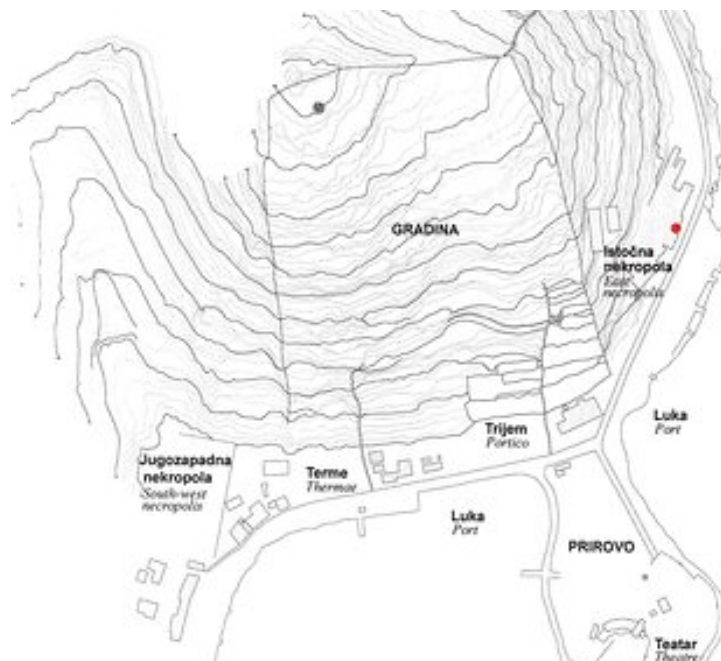 GRADINA
Istočna
nekropola
East
necropolis
Luka
Port
Trijem
Portico
Jugozapadna
nekropola
South-west
necropolis
Terme
Thermae
Luka
Port
PRIROVO
Teatar
Theatre